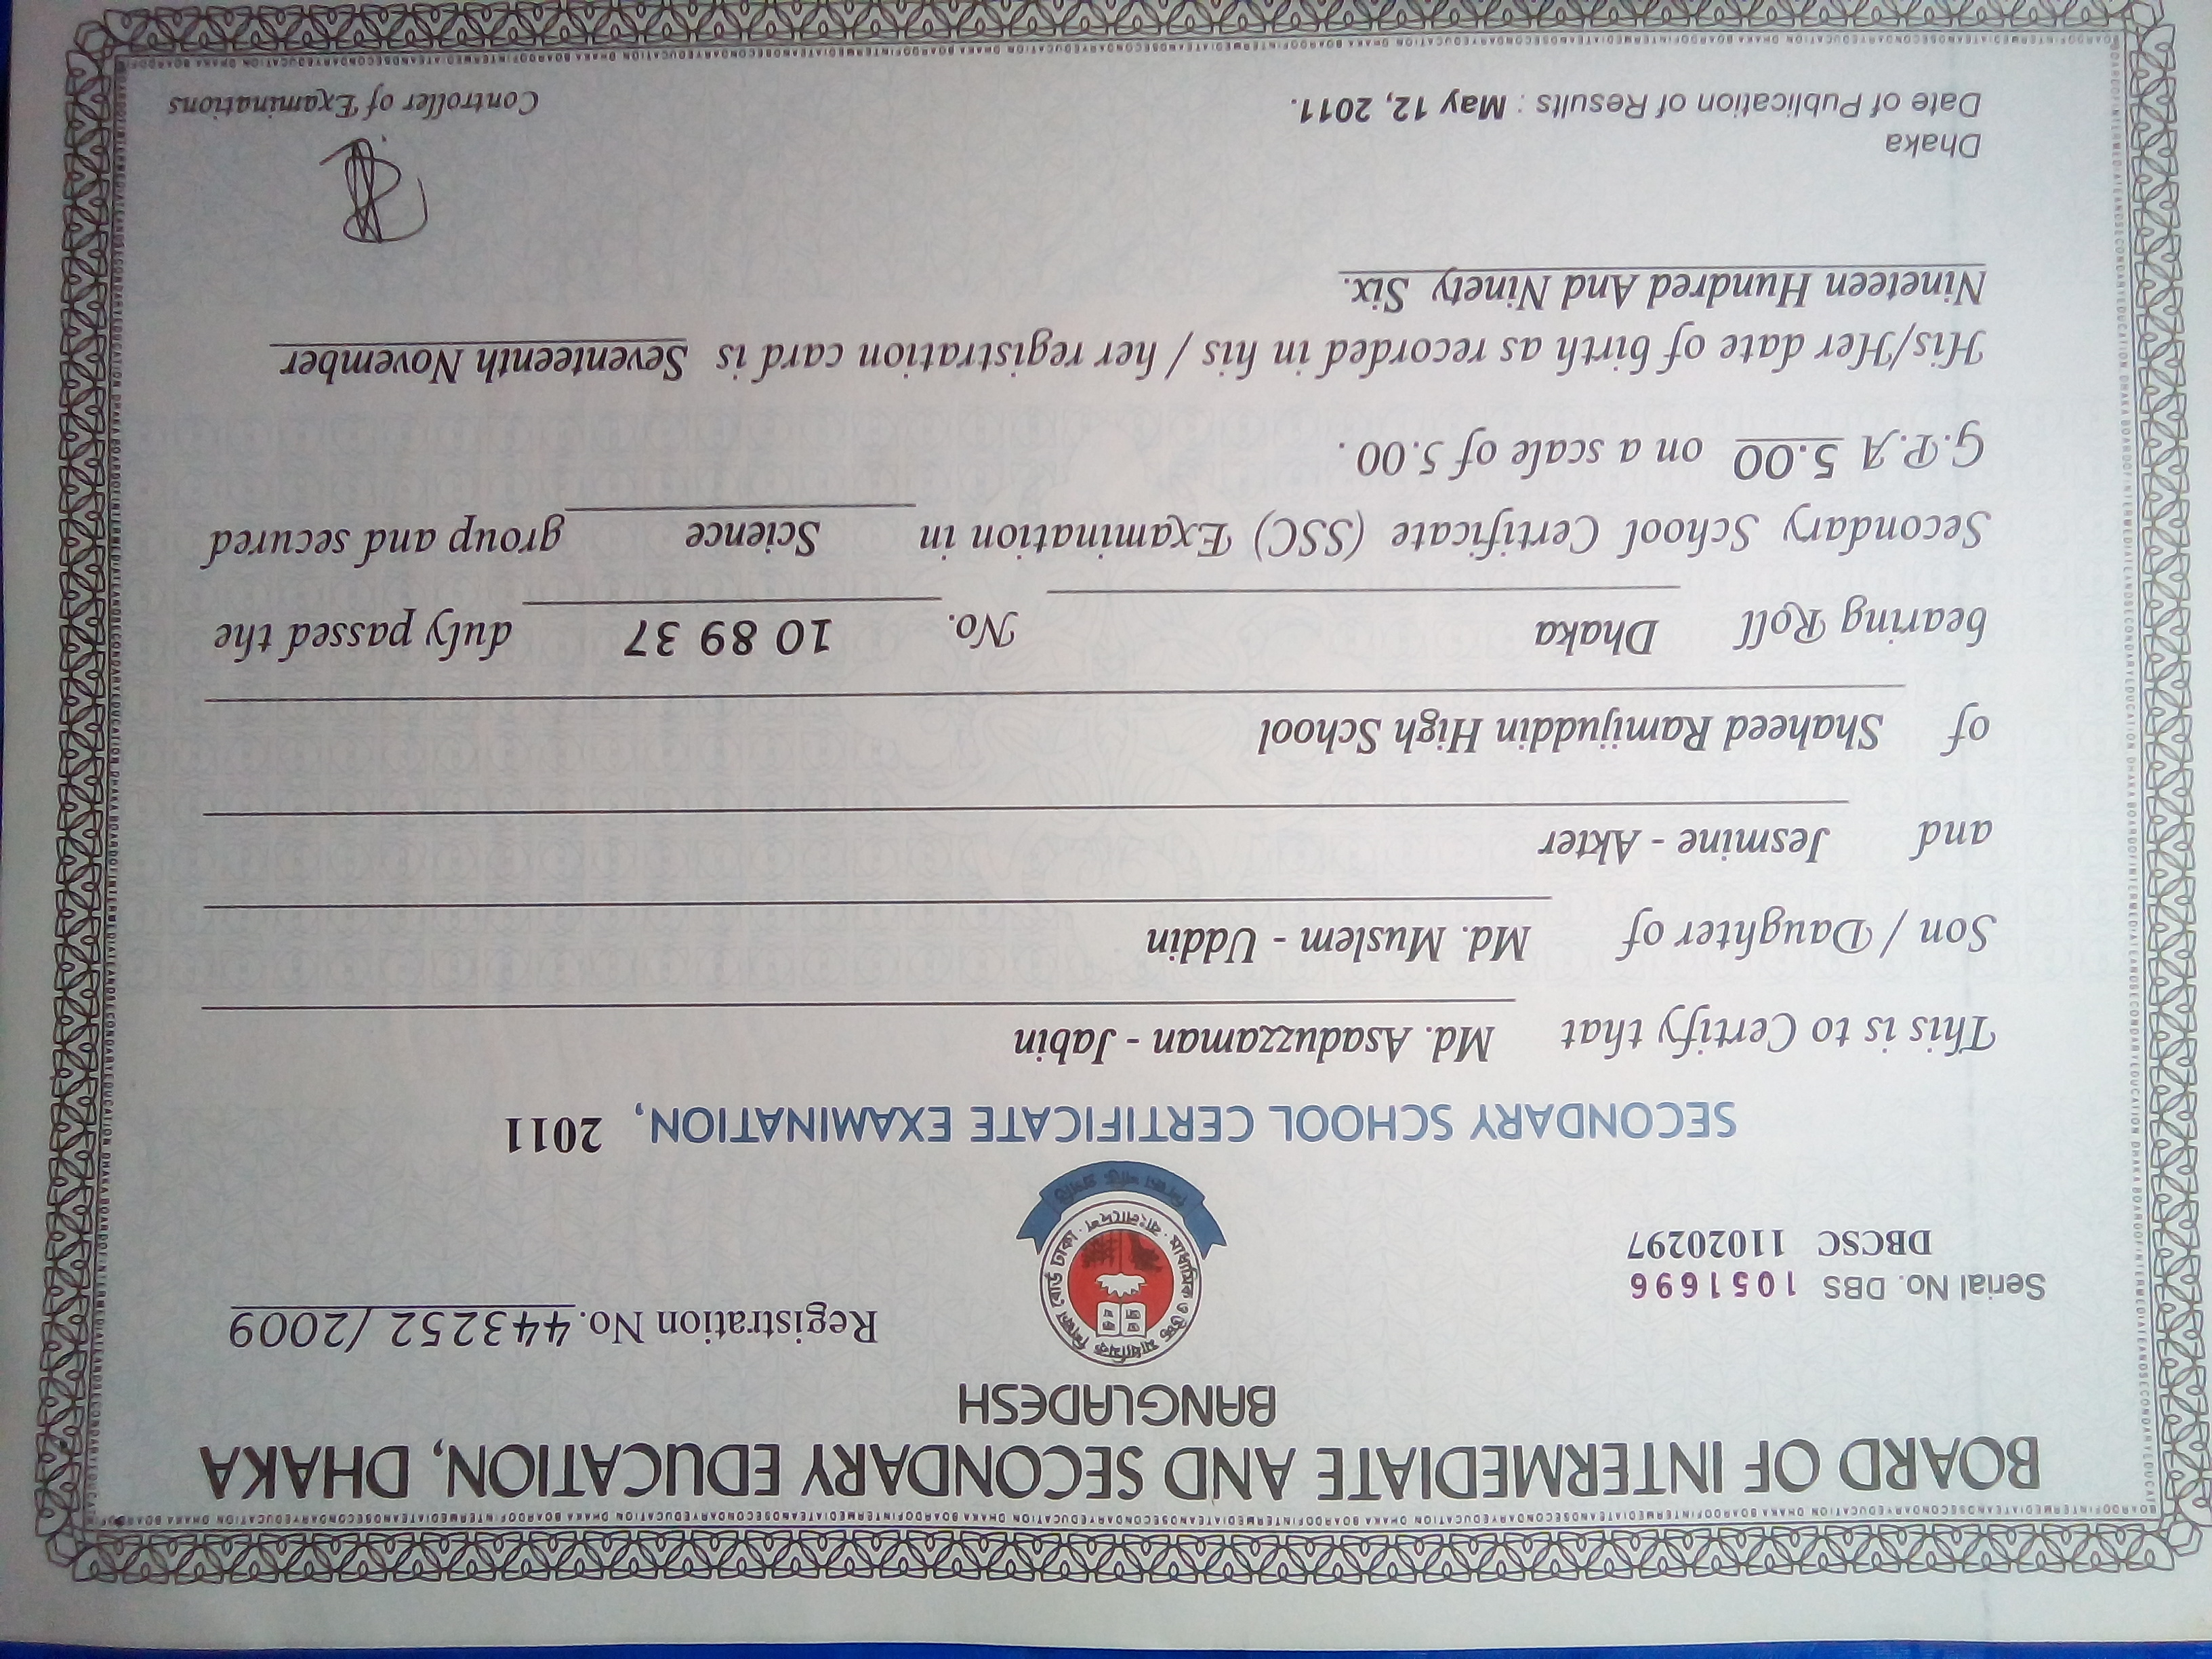 BOARD OF INTERMEDIATE AND SECONDARY EDUCATION, DHAKA
BANGLADESH
Registration No. 443252 /2009
Serial No. DBS 1051696
DBCSC 11020297
মাধ্যমিক ও উচ্চ মাধ্যমিক শিক্ষা বোর্ড ঢাকা
বাংলাদেশ
শিক্ষা শক্তি প্রগতি
SECONDARY SCHOOL CERTIFICATE EXAMINATION, 2011
This is to Certify that Md. Asaduzzaman - Jabin
Son / Daughter of Md. Muslem - Uddin
and Jesmine - Akter
of Shaheed Ramijuddin High School
bearing Roll Dhaka No. 10 89 37 duly passed the
Secondary School Certificate (SSC) Examination in Science group and secured
G.P.A 5.00 on a scale of 5.00 .
His/Her date of birth as recorded in his / her registration card is Seventeenth November
Nineteen Hundred And Ninety Six.
Dhaka
Date of Publication of Results : May 12, 2011.
Controller of Examinations